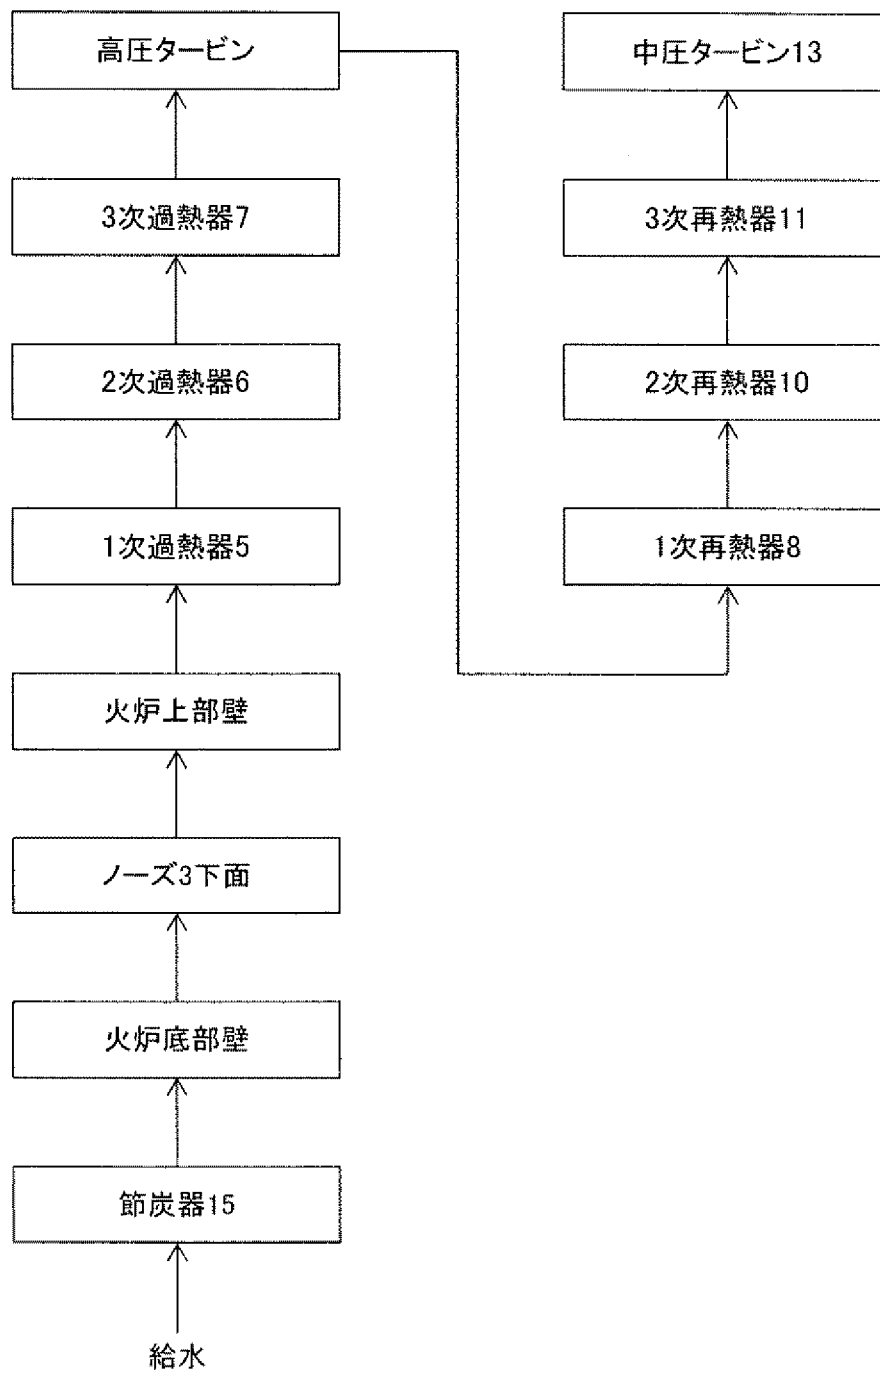 高圧タービン
3次過熱器7
2次過熱器6
1次過熱器5
火炉上部壁
ノーズ3下面
火炉底部壁
節炭器15
給水
中圧タービン13
3次再熱器11
2次再熱器10
1次再熱器8